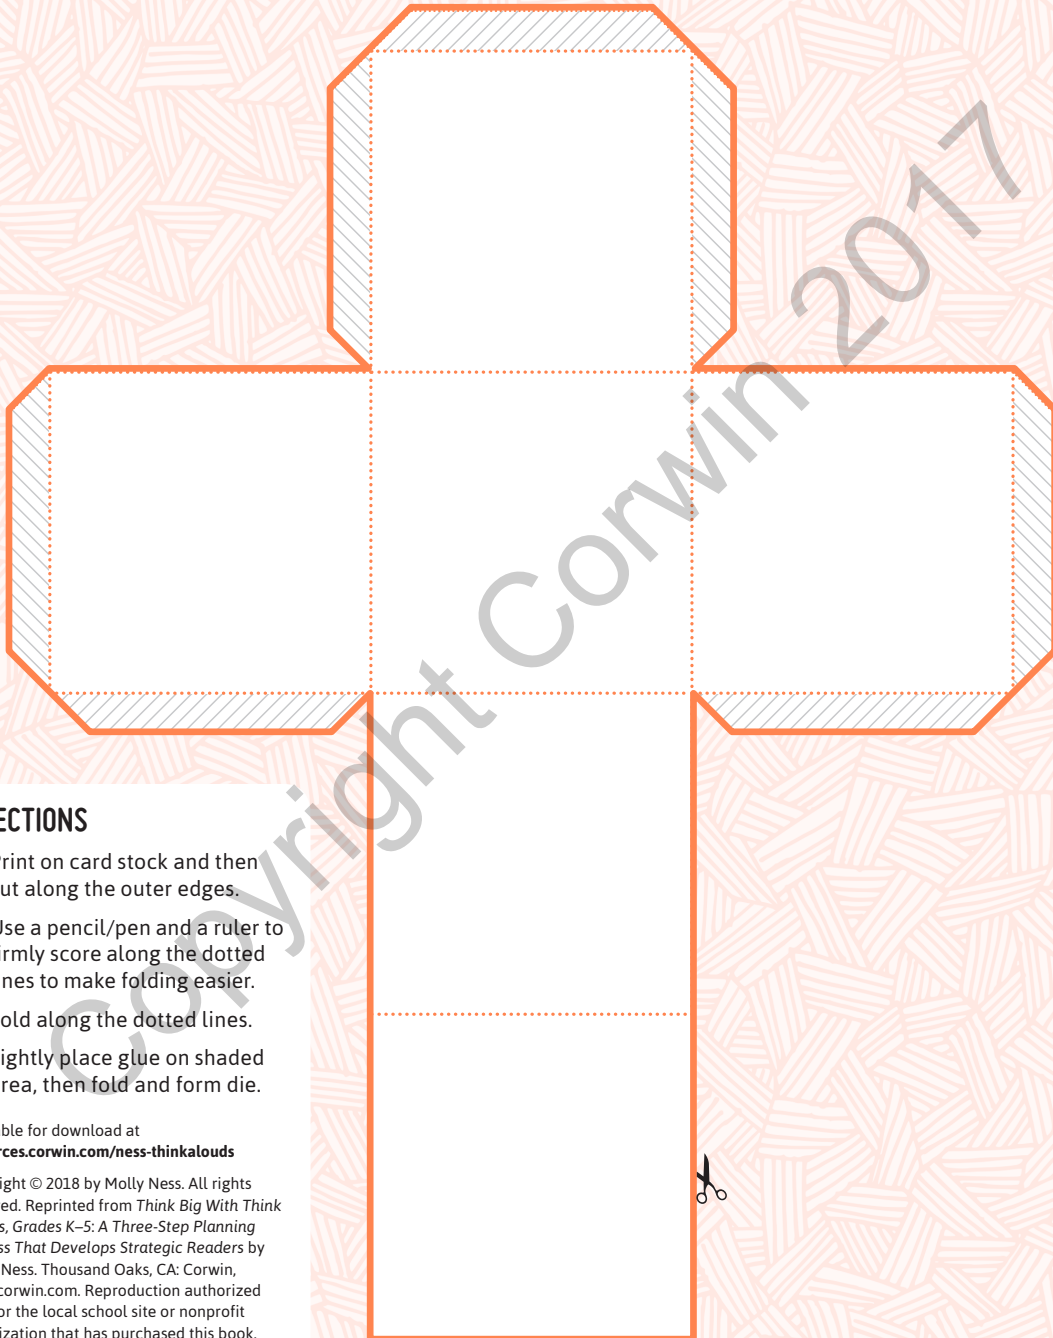 ECTIONS
rint on card stock and then
ut along the outer edges.
Use a pencil/pen and a ruler to
irmly score along the dotted
nes to make folding easier.
old along the dotted lines.
ightly place glue on shaded
rea, then fold and form die.
ble for download at
rces.corwin.com/ness-thinkalouds
ight © 2018 by Molly Ness. All rights
ed. Reprinted from Think Big With Think
s, Grades K–5: A Three-Step Planning
ss That Develops Strategic Readers by
Ness. Thousand Oaks, CA: Corwin,
corwin.com. Reproduction authorized
or the local school site or nonprofit
ization that has purchased this book.
Copyright Corwin 2017